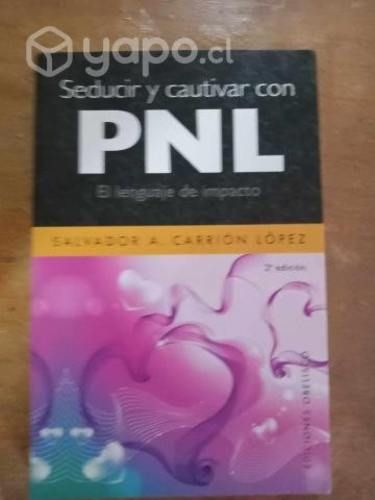 yapo.cl
Seducir y cautivar con
PNL
El lenguaje de impacto
SALVADOR A. CARRIÓN LÓPEZ
2ª edición
EDICIONES OBELISCO